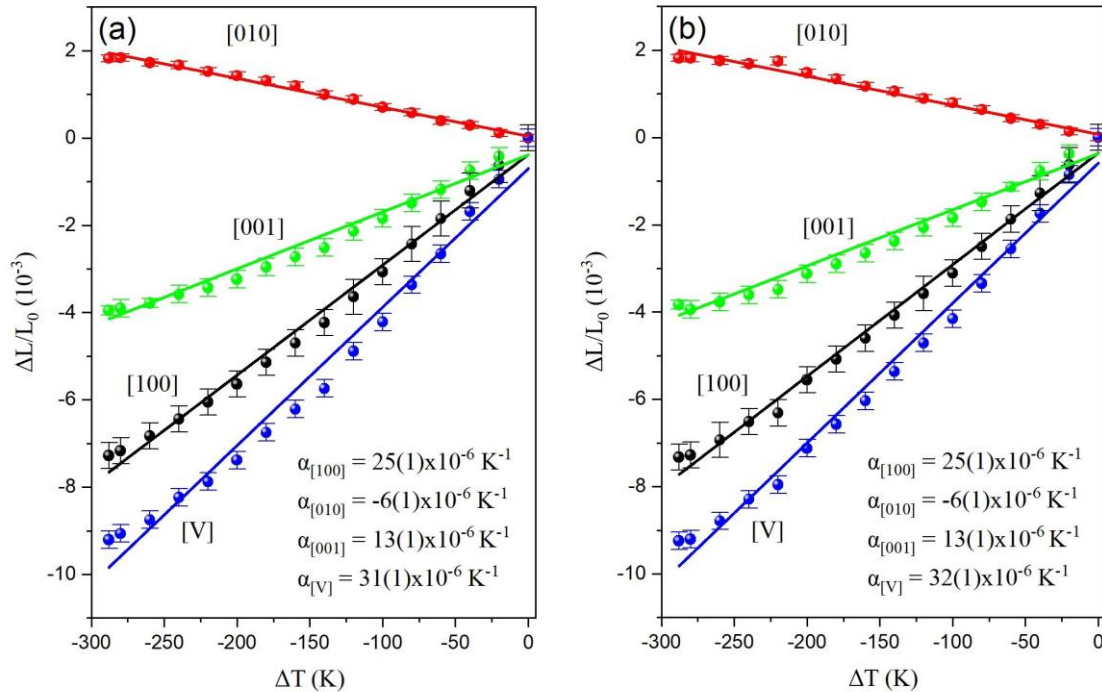 (a)
[010]
2
0
-2
-4
-6
-8
-10
ΔL/L₀ (10⁻³)
[001]
[100]
[V]
α[100] = 25(1)x10⁻⁶ K⁻¹
α[010] = -6(1)x10⁻⁶ K⁻¹
α[001] = 13(1)x10⁻⁶ K⁻¹
α[V] = 31(1)x10⁻⁶ K⁻¹
-300 -250 -200 -150 -100 -50 0
ΔT (K)
(b)
[010]
2
0
-2
-4
-6
-8
-10
ΔL/L₀ (10⁻³)
[001]
[100]
[V]
α[100] = 25(1)x10⁻⁶ K⁻¹
α[010] = -6(1)x10⁻⁶ K⁻¹
α[001] = 13(1)x10⁻⁶ K⁻¹
α[V] = 32(1)x10⁻⁶ K⁻¹
-300 -250 -200 -150 -100 -50 0
ΔT (K)